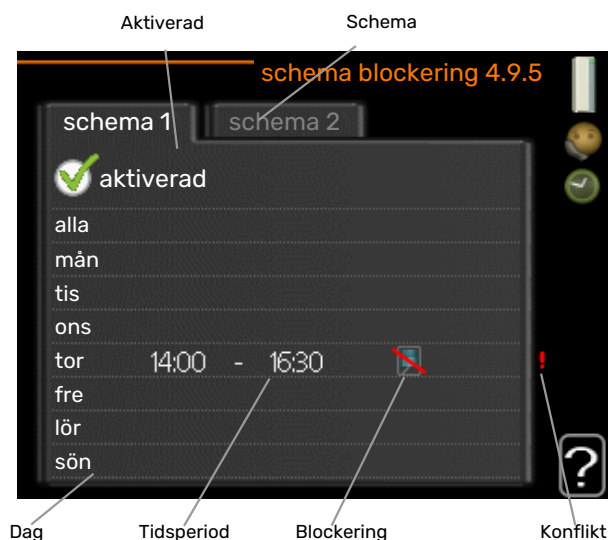 Aktiverad Schema
schema blockering 4.9.5
schema 1 schema 2
aktiverad
alla
mån
tis
ons
tor 14:00 - 16:30 !
fre
lör
sön
?
Dag Tidsperiod Blockering Konflikt